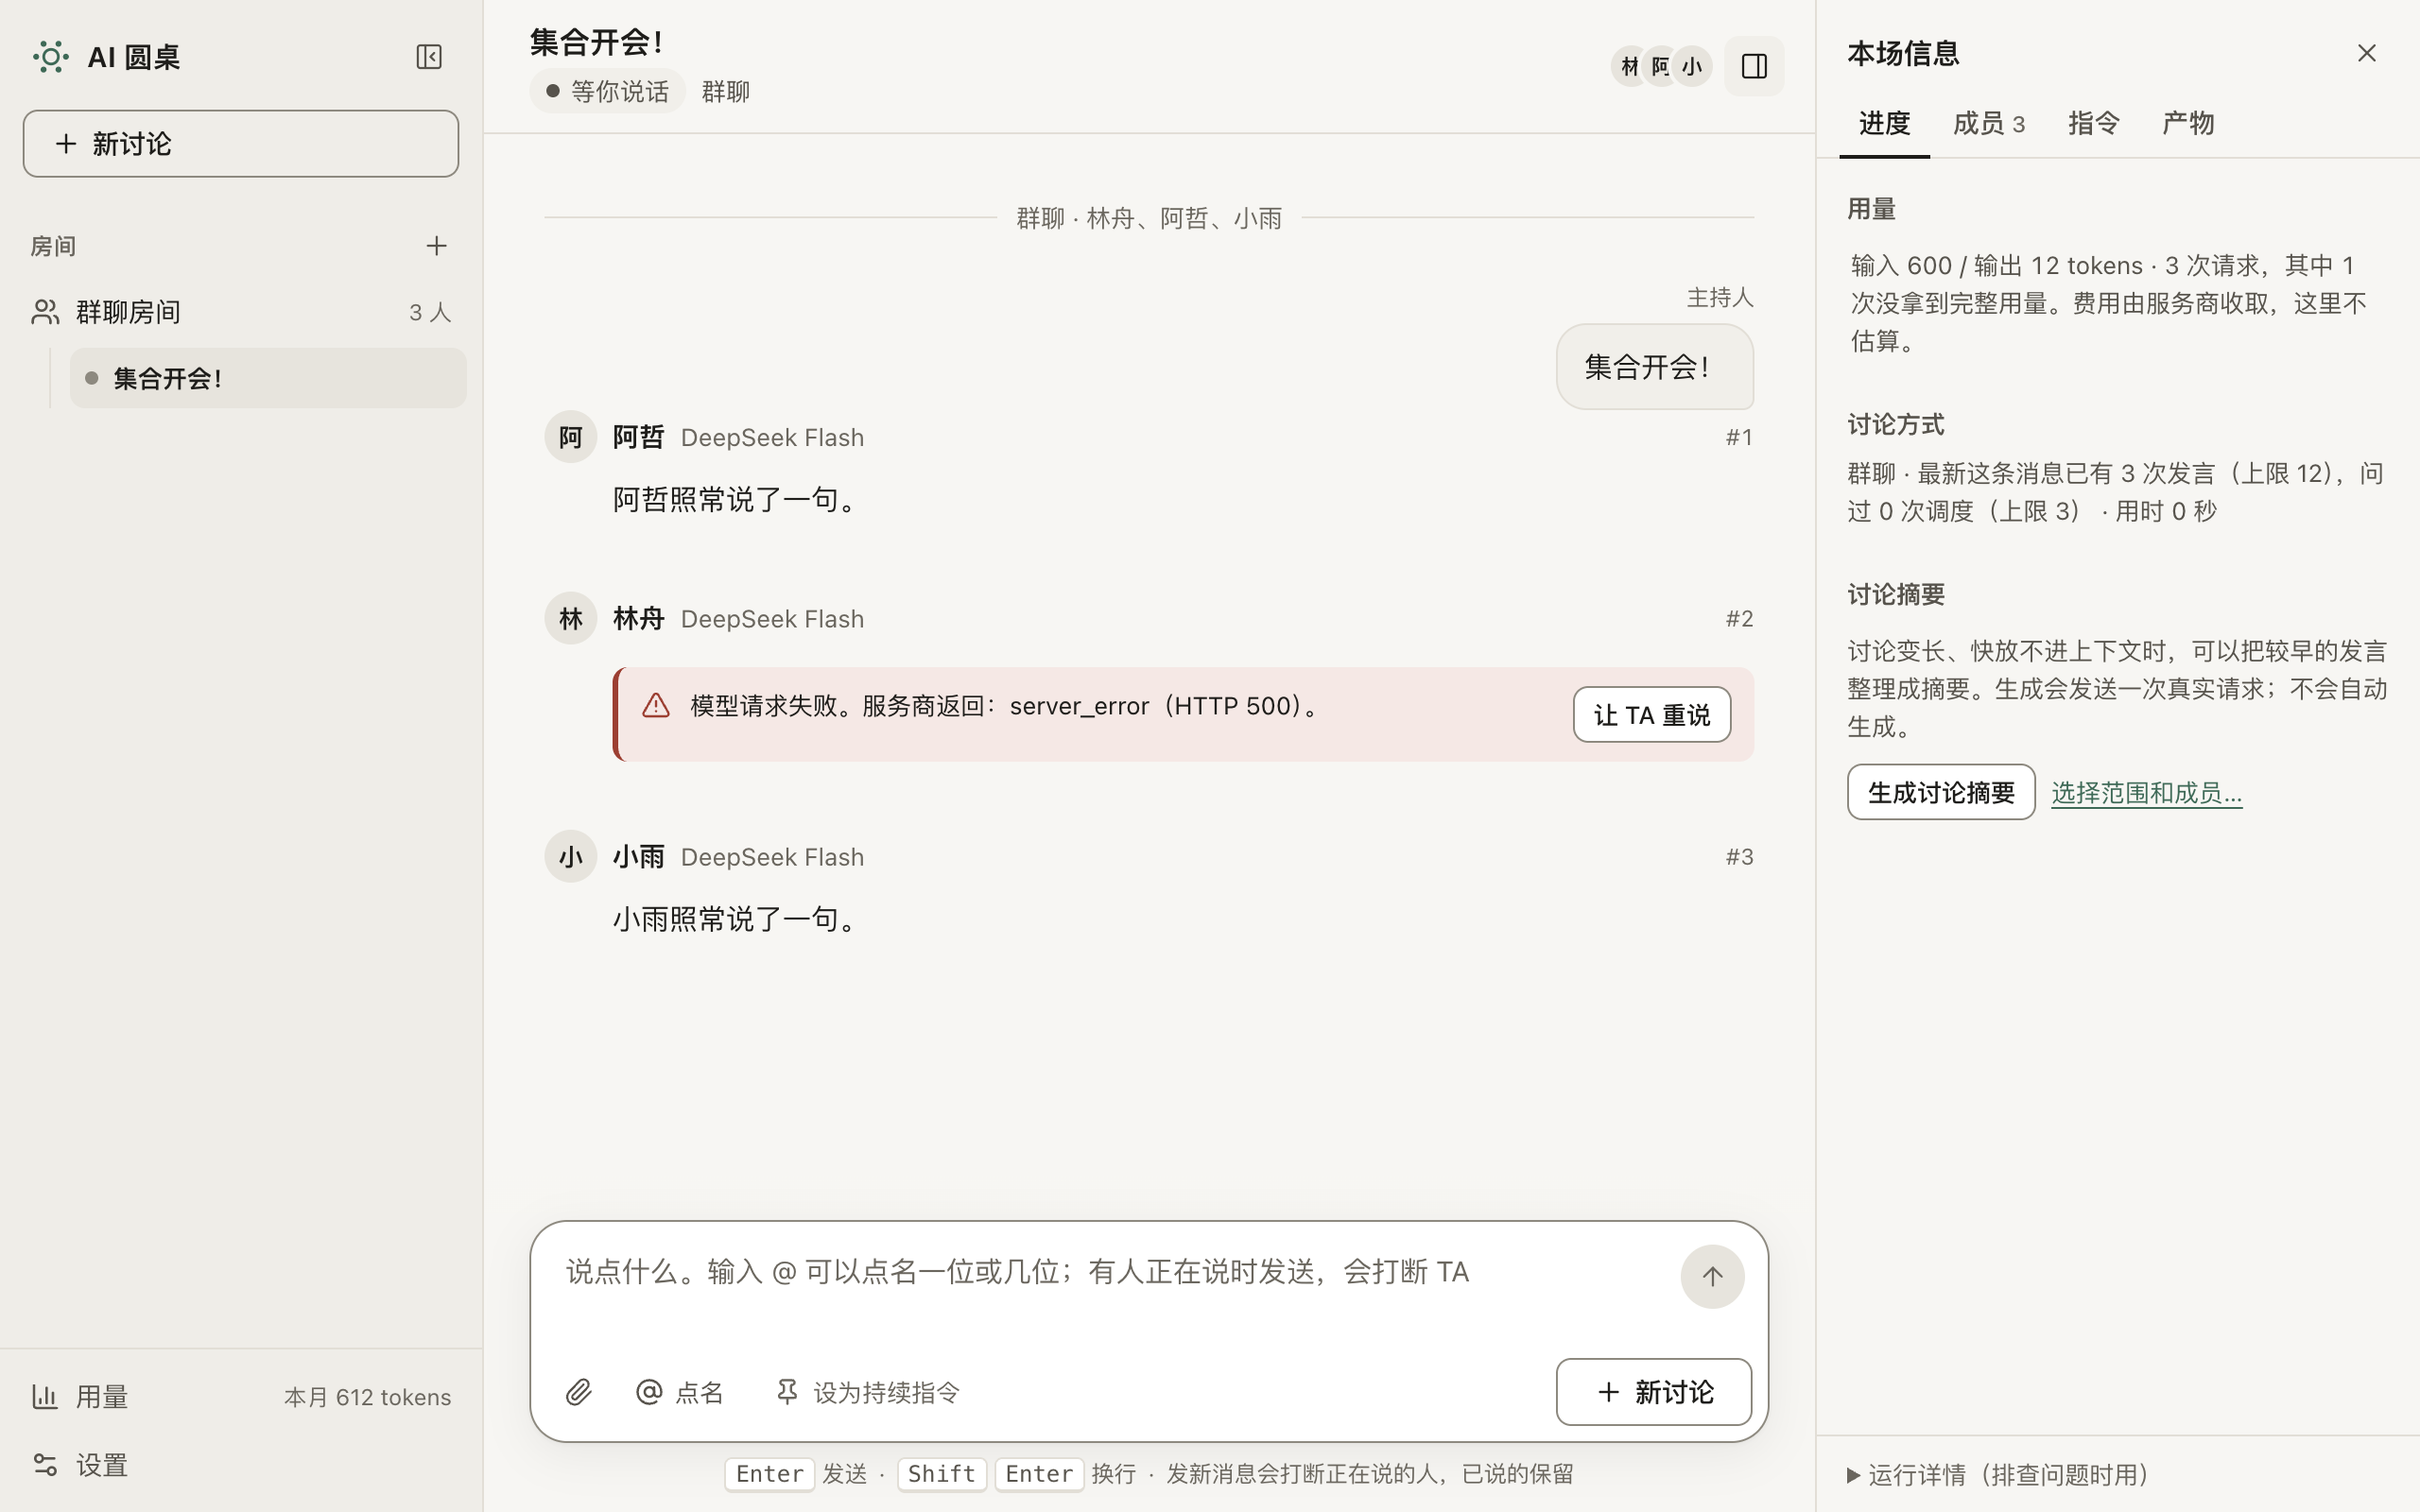 AI 圆桌
新讨论
房间
群聊房间 3 人
集合开会！
用量 本月 612 tokens
设置
集合开会！
等你说话 群聊
林 阿 小
群聊 · 林舟、阿哲、小雨
主持人
集合开会！
阿 阿哲 DeepSeek Flash #1
阿哲照常说了一句。
林 林舟 DeepSeek Flash #2
模型请求失败。服务商返回：server_error（HTTP 500）。 让 TA 重说
小 小雨 DeepSeek Flash #3
小雨照常说了一句。
说点什么。输入 @ 可以点名一位或几位；有人正在说时发送，会打断 TA
点名 设为持续指令 新讨论
Enter 发送 · Shift Enter 换行 · 发新消息会打断正在说的人，已说的保留
本场信息
进度 成员 3 指令 产物
用量
输入 600 / 输出 12 tokens · 3 次请求，其中 1
次没拿到完整用量。费用由服务商收取，这里不
估算。
讨论方式
群聊 · 最新这条消息已有 3 次发言（上限 12），问
过 0 次调度（上限 3） · 用时 0 秒
讨论摘要
讨论变长、快放不进上下文时，可以把较早的发言
整理成摘要。生成会发送一次真实请求；不会自动
生成。
生成讨论摘要 选择范围和成员…
运行详情（排查问题时用）